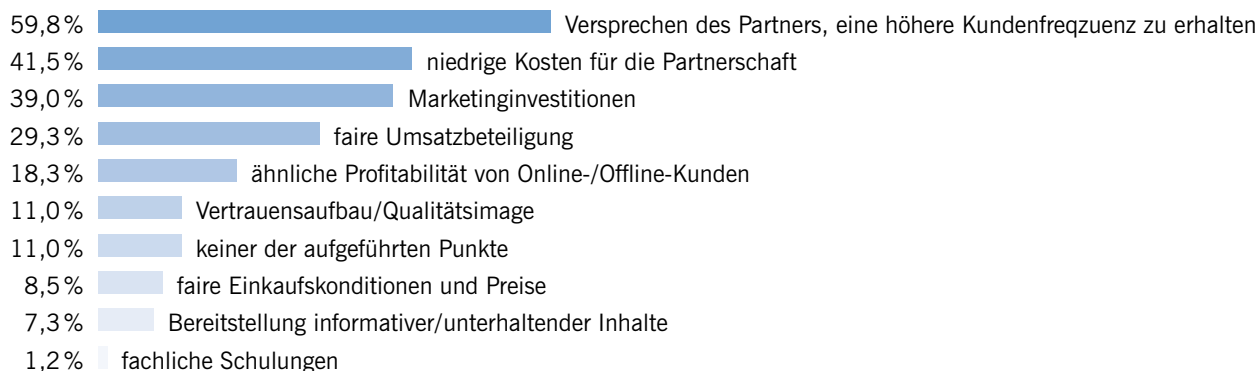 59,8 % Versprechen des Partners, eine höhere Kundenfreqzuenz zu erhalten
41,5 % niedrige Kosten für die Partnerschaft
39,0 % Marketinginvestitionen
29,3 % faire Umsatzbeteiligung
18,3 % ähnliche Profitabilität von Online-/Offline-Kunden
11,0 % Vertrauensaufbau/Qualitätsimage
11,0 % keiner der aufgeführten Punkte
8,5 % faire Einkaufskonditionen und Preise
7,3 % Bereitstellung informativer/unterhaltender Inhalte
1,2 % fachliche Schulungen